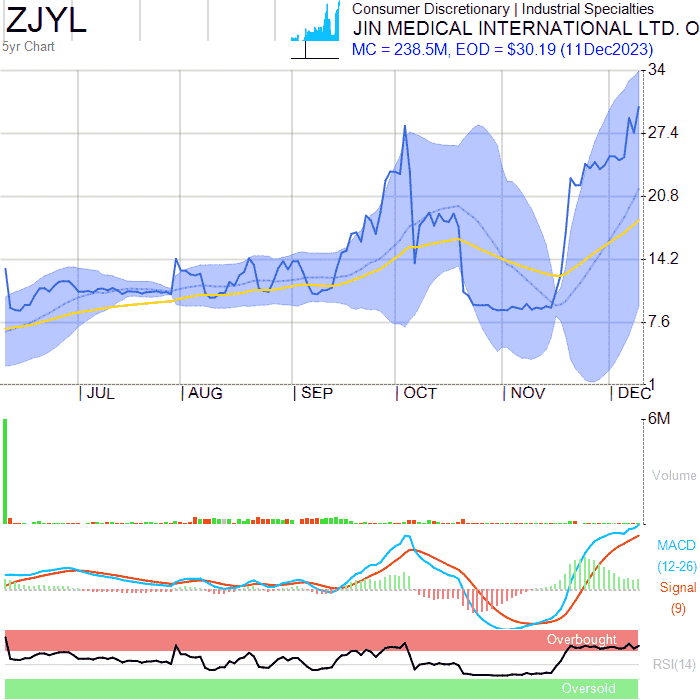 ZJYL
5yr Chart
Consumer Discretionary | Industrial Specialties
JIN MEDICAL INTERNATIONAL LTD. O
MC = 238.5M, EOD = $30.19 (11Dec2023)
34
27.4
20.8
14.2
7.6
1
JUL
AUG
SEP
OCT
NOV
DEC
6M
Volume
MACD
(12-26)
Signal
(9)
Overbought
RSI(14)
Oversold